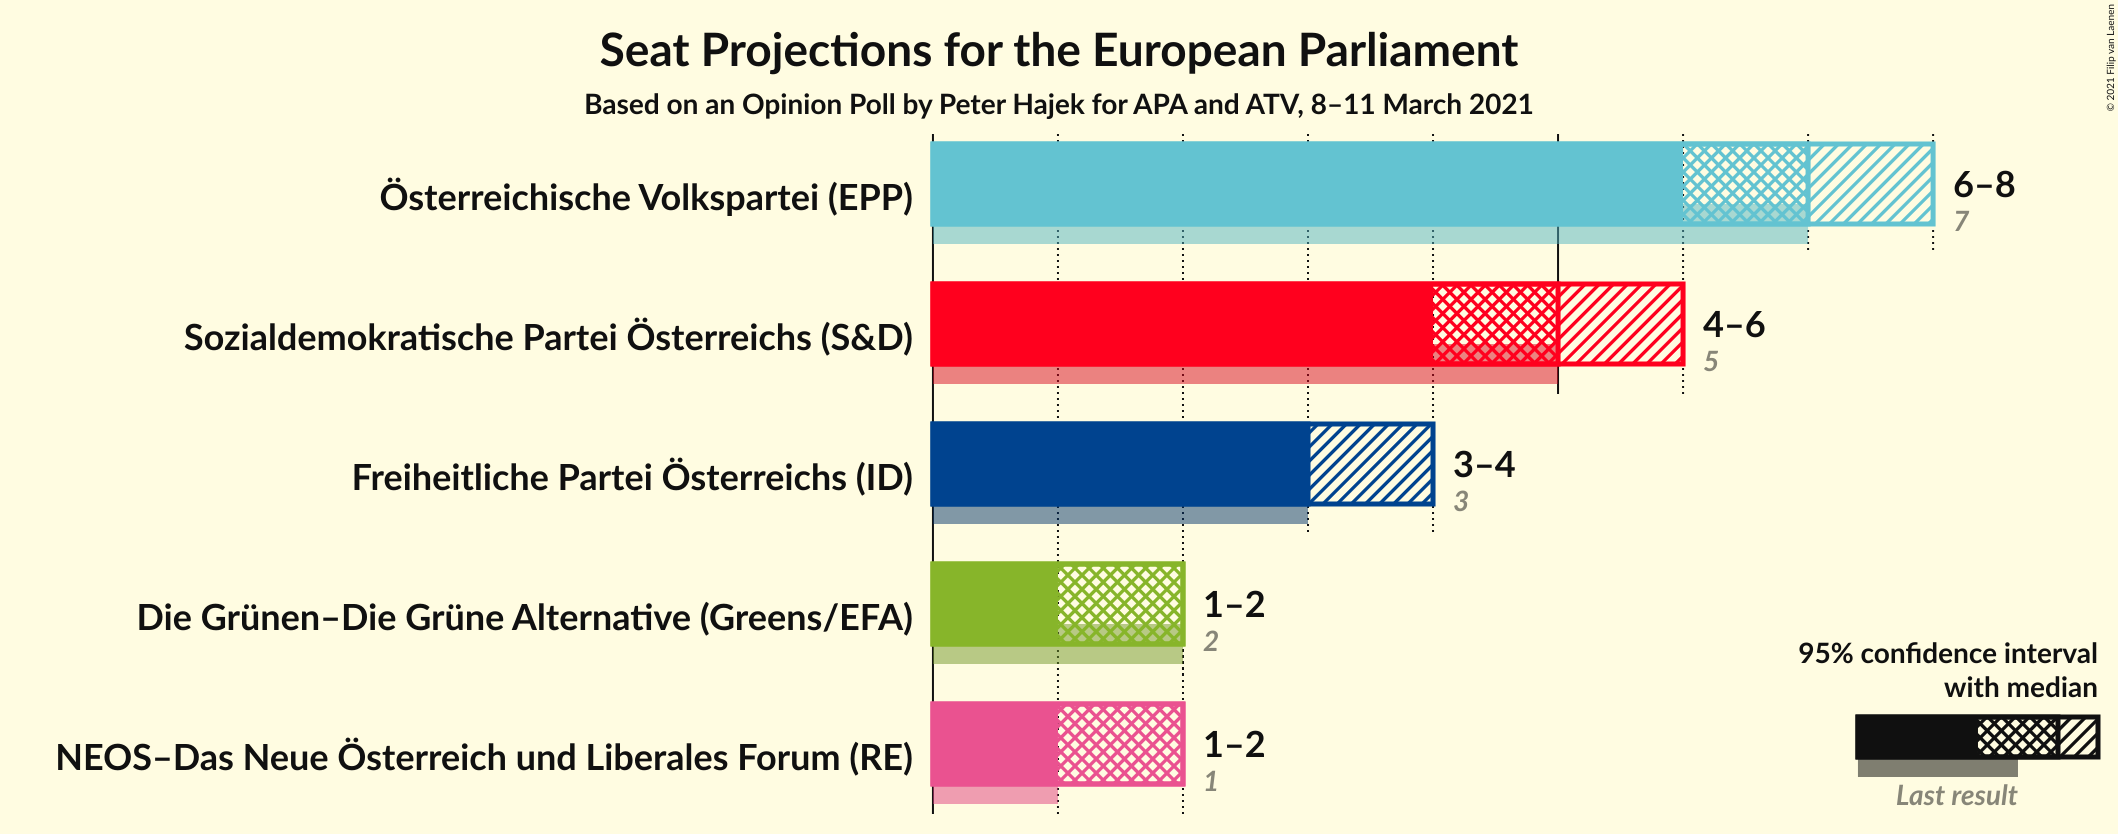 Seat Projections for the European Parliament
Based on an Opinion Poll by Peter Hajek for APA and ATV, 8–11 March 2021
© 2021 Filip van Laenen
Österreichische Volkspartei (EPP)
6–8
7
Sozialdemokratische Partei Österreichs (S&D)
4–6
5
Freiheitliche Partei Österreichs (ID)
3–4
3
Die Grünen–Die Grüne Alternative (Greens/EFA)
1–2
2
NEOS–Das Neue Österreich und Liberales Forum (RE)
1–2
1
95% confidence interval
with median
Last result